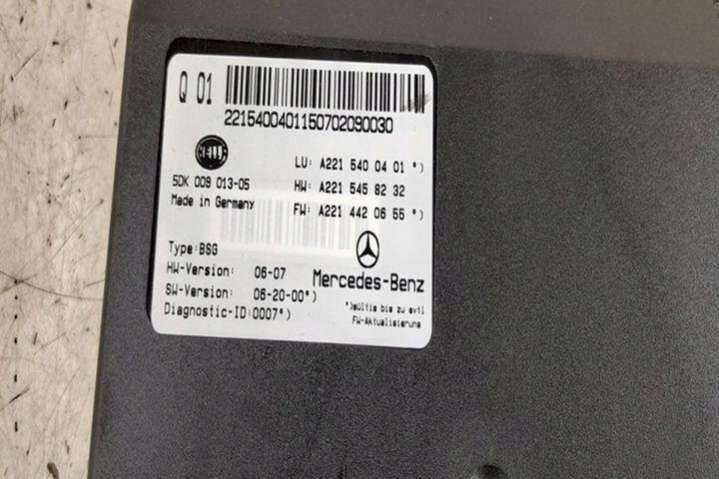 Q 01
2215400401150702090030
HELLA
LU: A221 540 04 01 *)
5DK 009 013-05
HW: A221 545 82 32
Made in Germany
FW: A221 442 06 55 *)
Type:BSG
HW-Version: 06-07
Mercedes-Benz
SW-Version: 06-20-00*)
*)gültig bis zu evtl
Diagnostic-ID:0007*)
FW-Aktualisierung